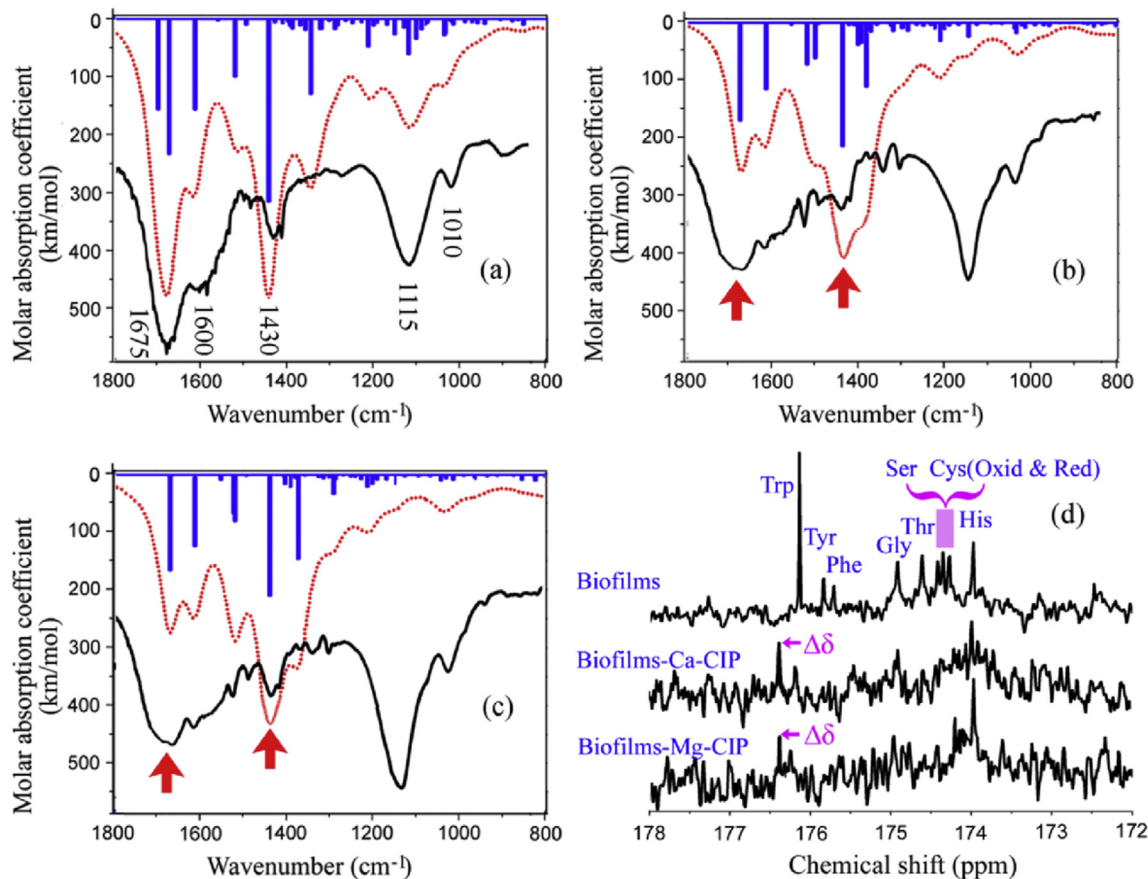 Molar absorption coefficient
(km/mol)
0
100
200
300
400
500
1675
1600
1430
1115
1010
(a)
1800 1600 1400 1200 1000 800
Wavenumber (cm⁻¹)
Molar absorption coefficient
(km/mol)
0
100
200
300
400
500
(b)
1800 1600 1400 1200 1000 800
Wavenumber (cm⁻¹)
Molar absorption coefficient
(km/mol)
0
100
200
300
400
500
(c)
1800 1600 1400 1200 1000 800
Wavenumber (cm⁻¹)
Ser Cys(Oxid & Red)
Trp
Tyr
Phe
Gly
Thr
His
(d)
Biofilms
Δδ
Biofilms-Ca-CIP
Δδ
Biofilms-Mg-CIP
178 177 176 175 174 173 172
Chemical shift (ppm)